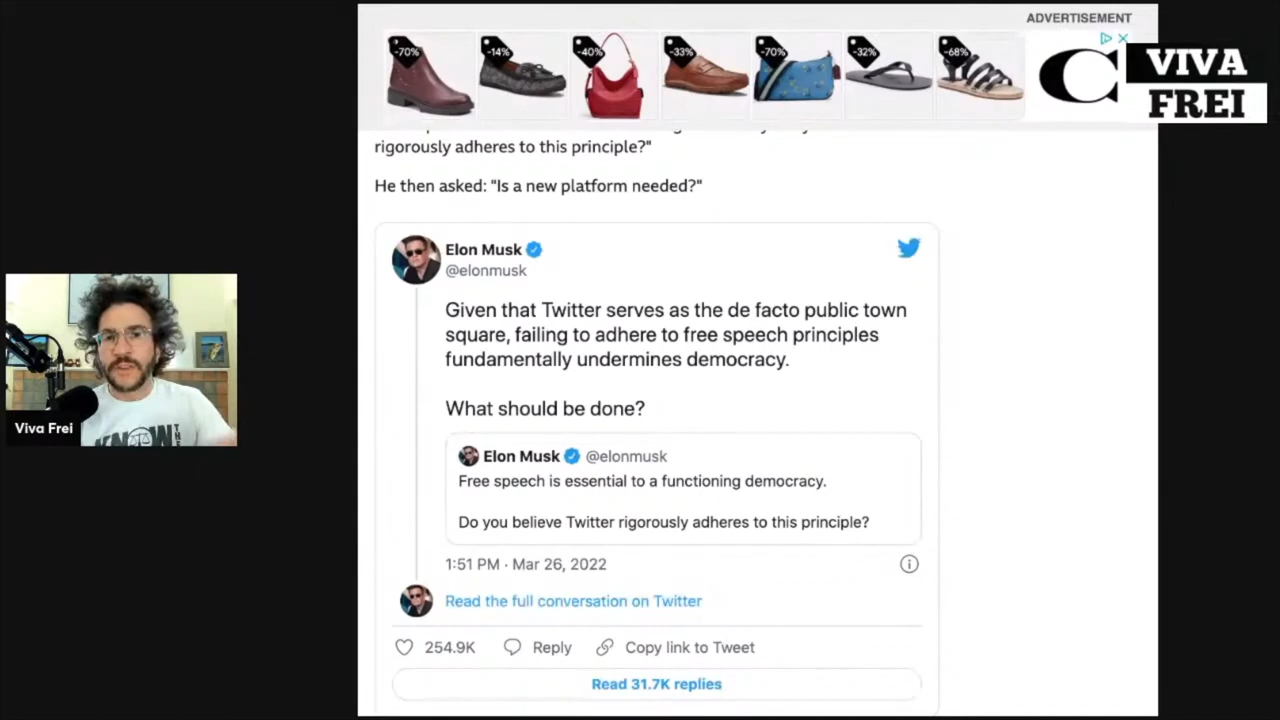 ADVERTISEMENT
-70%
-14%
-40%
-33%
-70%
-32%
-68%
C
VIVA
FREI
rigorously adheres to this principle?"
He then asked: "Is a new platform needed?"
Elon Musk
@elonmusk
Given that Twitter serves as the de facto public town
square, failing to adhere to free speech principles
fundamentally undermines democracy.
What should be done?
Elon Musk @elonmusk
Free speech is essential to a functioning democracy.
Do you believe Twitter rigorously adheres to this principle?
1:51 PM · Mar 26, 2022
Read the full conversation on Twitter
254.9K Reply Copy link to Tweet
Read 31.7K replies
KNOW
THE
Viva Frei